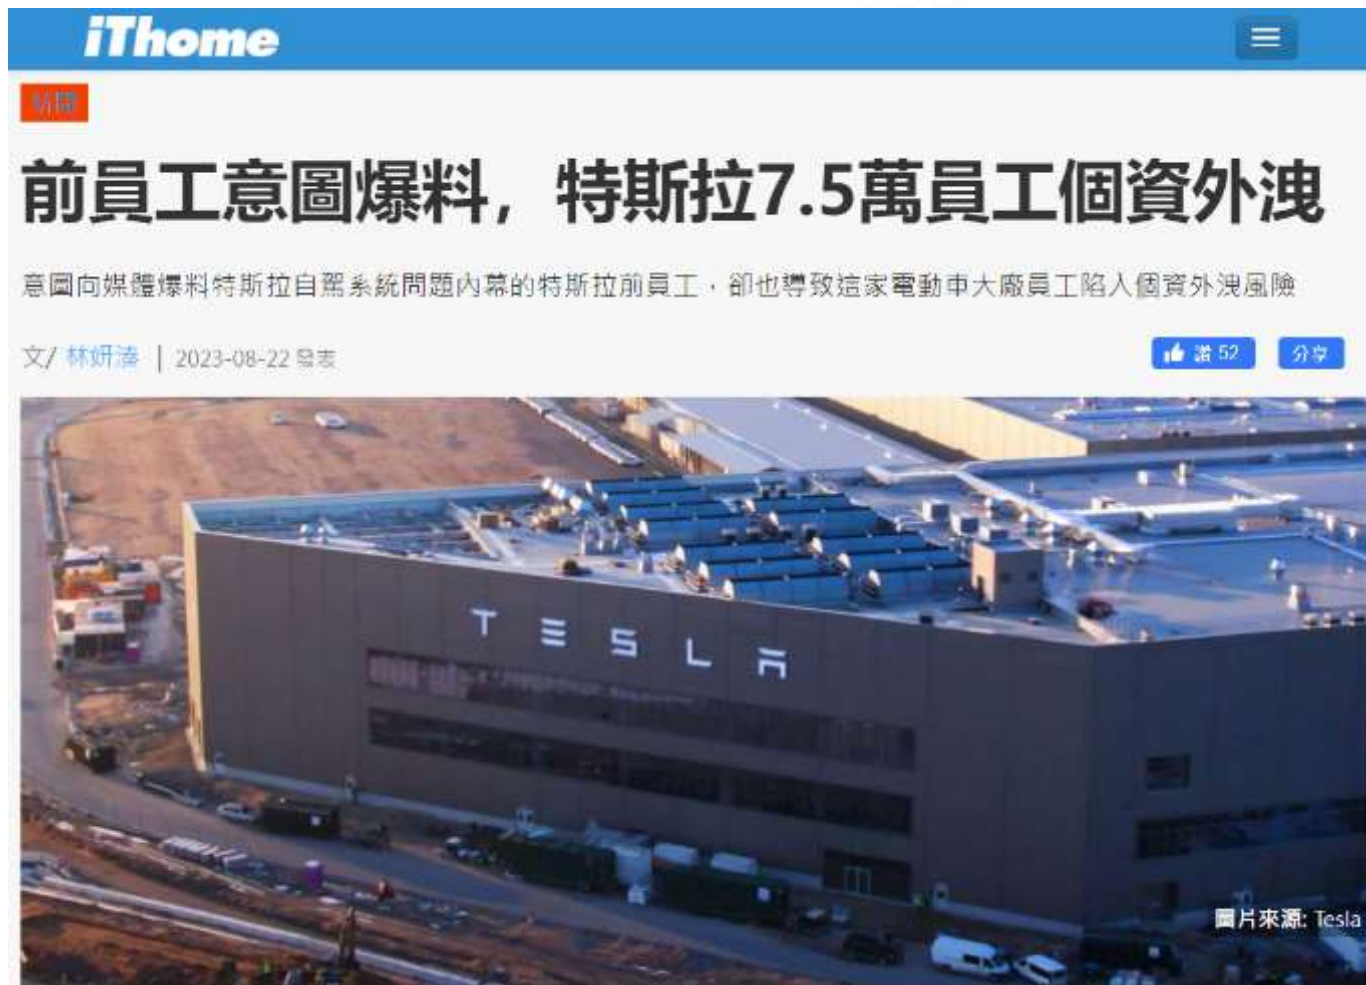 iThome
新聞
前員工意圖爆料，特斯拉7.5萬員工個資外洩
意圖向媒體爆料特斯拉自駕系統問題內幕的特斯拉前員工，卻也導致這家電動車大廠員工陷入個資外洩風險
文/ 林妍溱 | 2023-08-22 發表
讚 52 分享
TESLA
圖片來源: Tesla